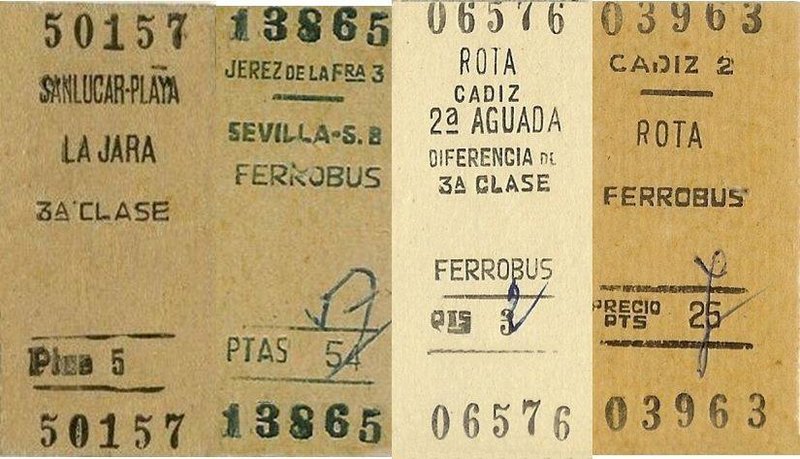 50157
SANLUCAR-PLAYA
LA JARA
3ª CLASE
Ptas 5
50157
13865
JEREZ DE LA FRA 3
SEVILLA-S.B
FERROBUS
PTAS 54
13865
06576
ROTA
CADIZ
2ª AGUADA
DIFERENCIA DE
3ª CLASE
FERROBUS
PTS 3
06576
03963
CADIZ 2
ROTA
FERROBUS
PRECIO
PTS 25
03963